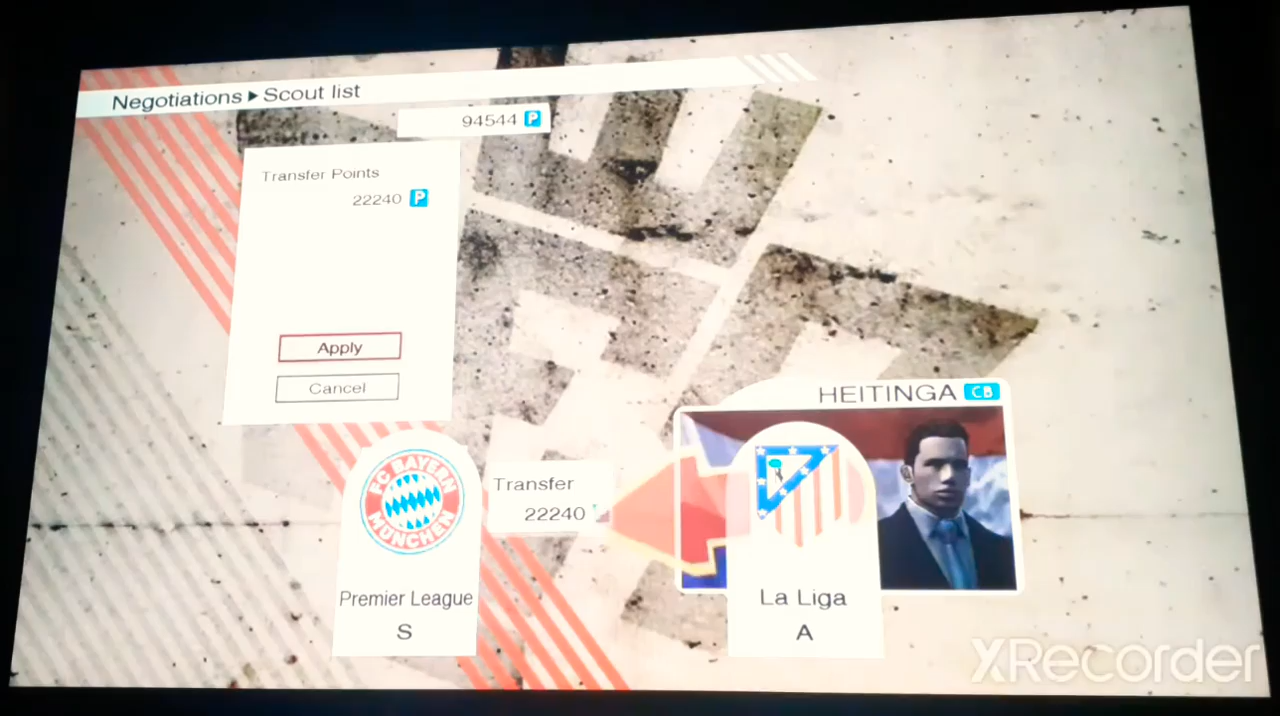 Negotiations ▶ Scout list
94544 P
Transfer Points
22240 P
Apply
Cancel
HEITINGA CB
FC BAYERN
MÜNCHEN
Transfer
22240
Premier League
S
La Liga
A
XRecorder